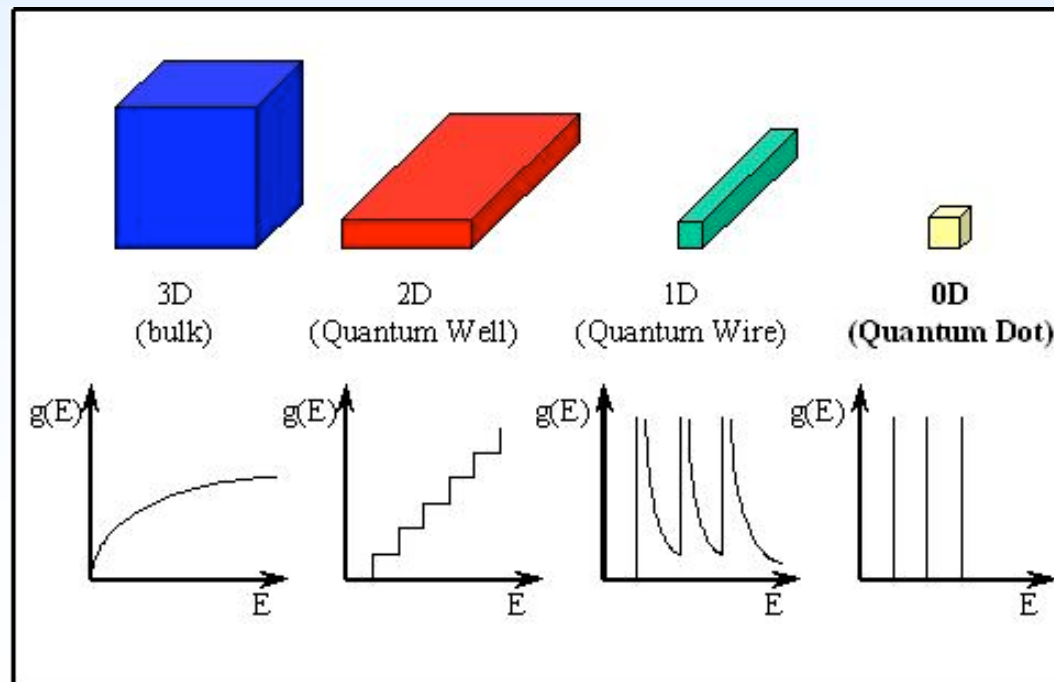 3D
(bulk)
2D
(Quantum Well)
1D
(Quantum Wire)
0D
(Quantum Dot)
g(E)
E
g(E)
E
g(E)
E
g(E)
E